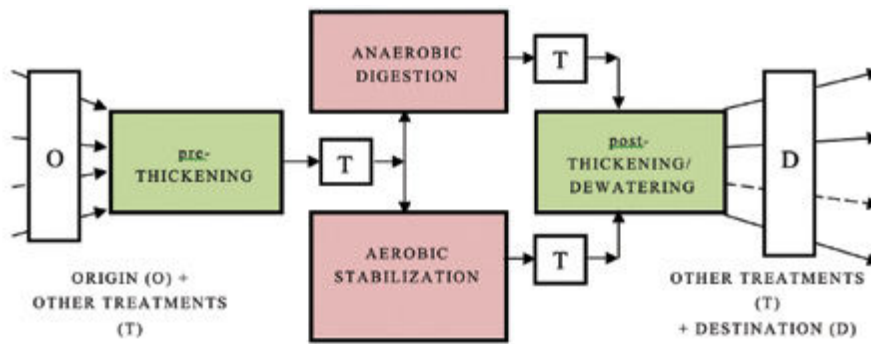 O
pre-
THICKENING
T
ANAEROBIC
DIGESTION
T
AEROBIC
STABILIZATION
T
post-
THICKENING/
DEWATERING
D
ORIGIN (O) +
OTHER TREATMENTS
(T)
OTHER TREATMENTS
(T)
+ DESTINATION (D)